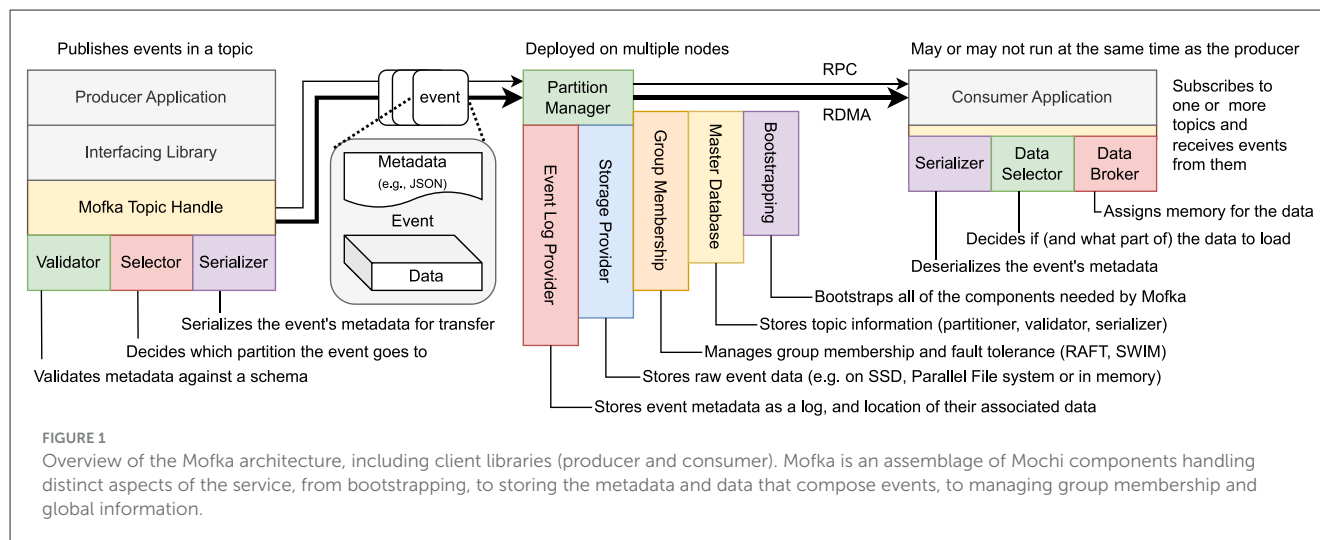 Publishes events in a topic
Producer Application
Interfacing Library
Mofka Topic Handle
Validator
Selector
Serializer
Serializes the event's metadata for transfer
Decides which partition the event goes to
Validates metadata against a schema
event
Metadata
(e.g., JSON)
Event
Data
Deployed on multiple nodes
Partition
Manager
Event Log Provider
Storage Provider
Group Membership
Master Database
Bootstrapping
RPC
RDMA
Bootstraps all of the components needed by Mofka
Stores topic information (partitioner, validator, serializer)
Manages group membership and fault tolerance (RAFT, SWIM)
Stores raw event data (e.g. on SSD, Parallel File system or in memory)
Stores event metadata as a log, and location of their associated data
May or may not run at the same time as the producer
Consumer Application
Subscribes to
one or more
topics and
receives events
from them
Serializer
Data
Selector
Data
Broker
Assigns memory for the data
Decides if (and what part of) the data to load
Deserializes the event's metadata
FIGURE 1
Overview of the Mofka architecture, including client libraries (producer and consumer). Mofka is an assemblage of Mochi components handling
distinct aspects of the service, from bootstrapping, to storing the metadata and data that compose events, to managing group membership and
global information.